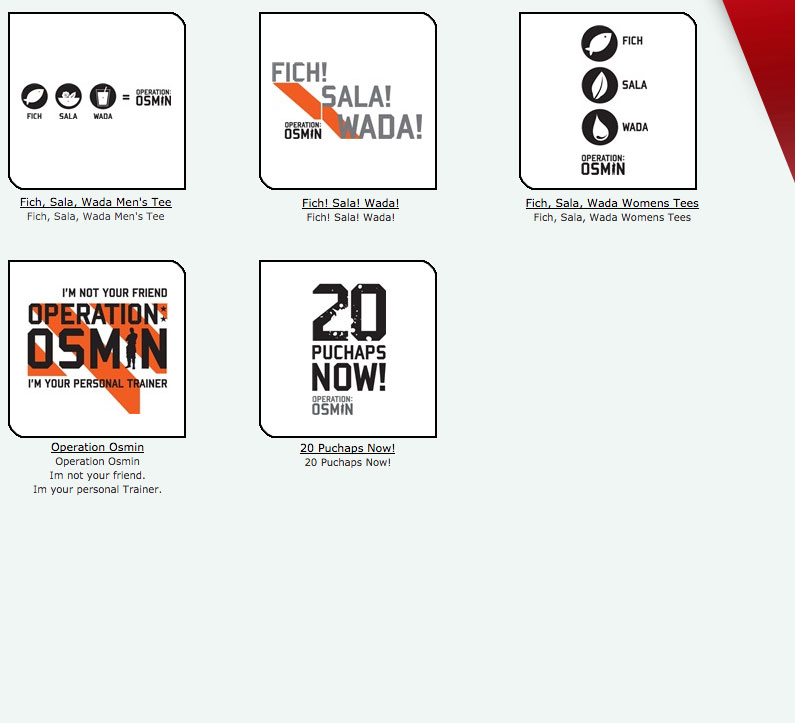 FICH
SALA
WADA
=
OPERATION:
OSMIN
Fich, Sala, Wada Men's Tee
Fich, Sala, Wada Men's Tee
FICH!
SALA!
WADA!
OPERATION:
OSMIN
Fich! Sala! Wada!
Fich! Sala! Wada!
FICH
SALA
WADA
OPERATION:
OSMIN
Fich, Sala, Wada Womens Tees
Fich, Sala, Wada Womens Tees
I'M NOT YOUR FRIEND
OPERATION:
OSMIN
I'M YOUR PERSONAL TRAINER
Operation Osmin
Operation Osmin
Im not your friend.
Im your personal Trainer.
20
PUCHAPS
NOW!
OPERATION:
OSMIN
20 Puchaps Now!
20 Puchaps Now!